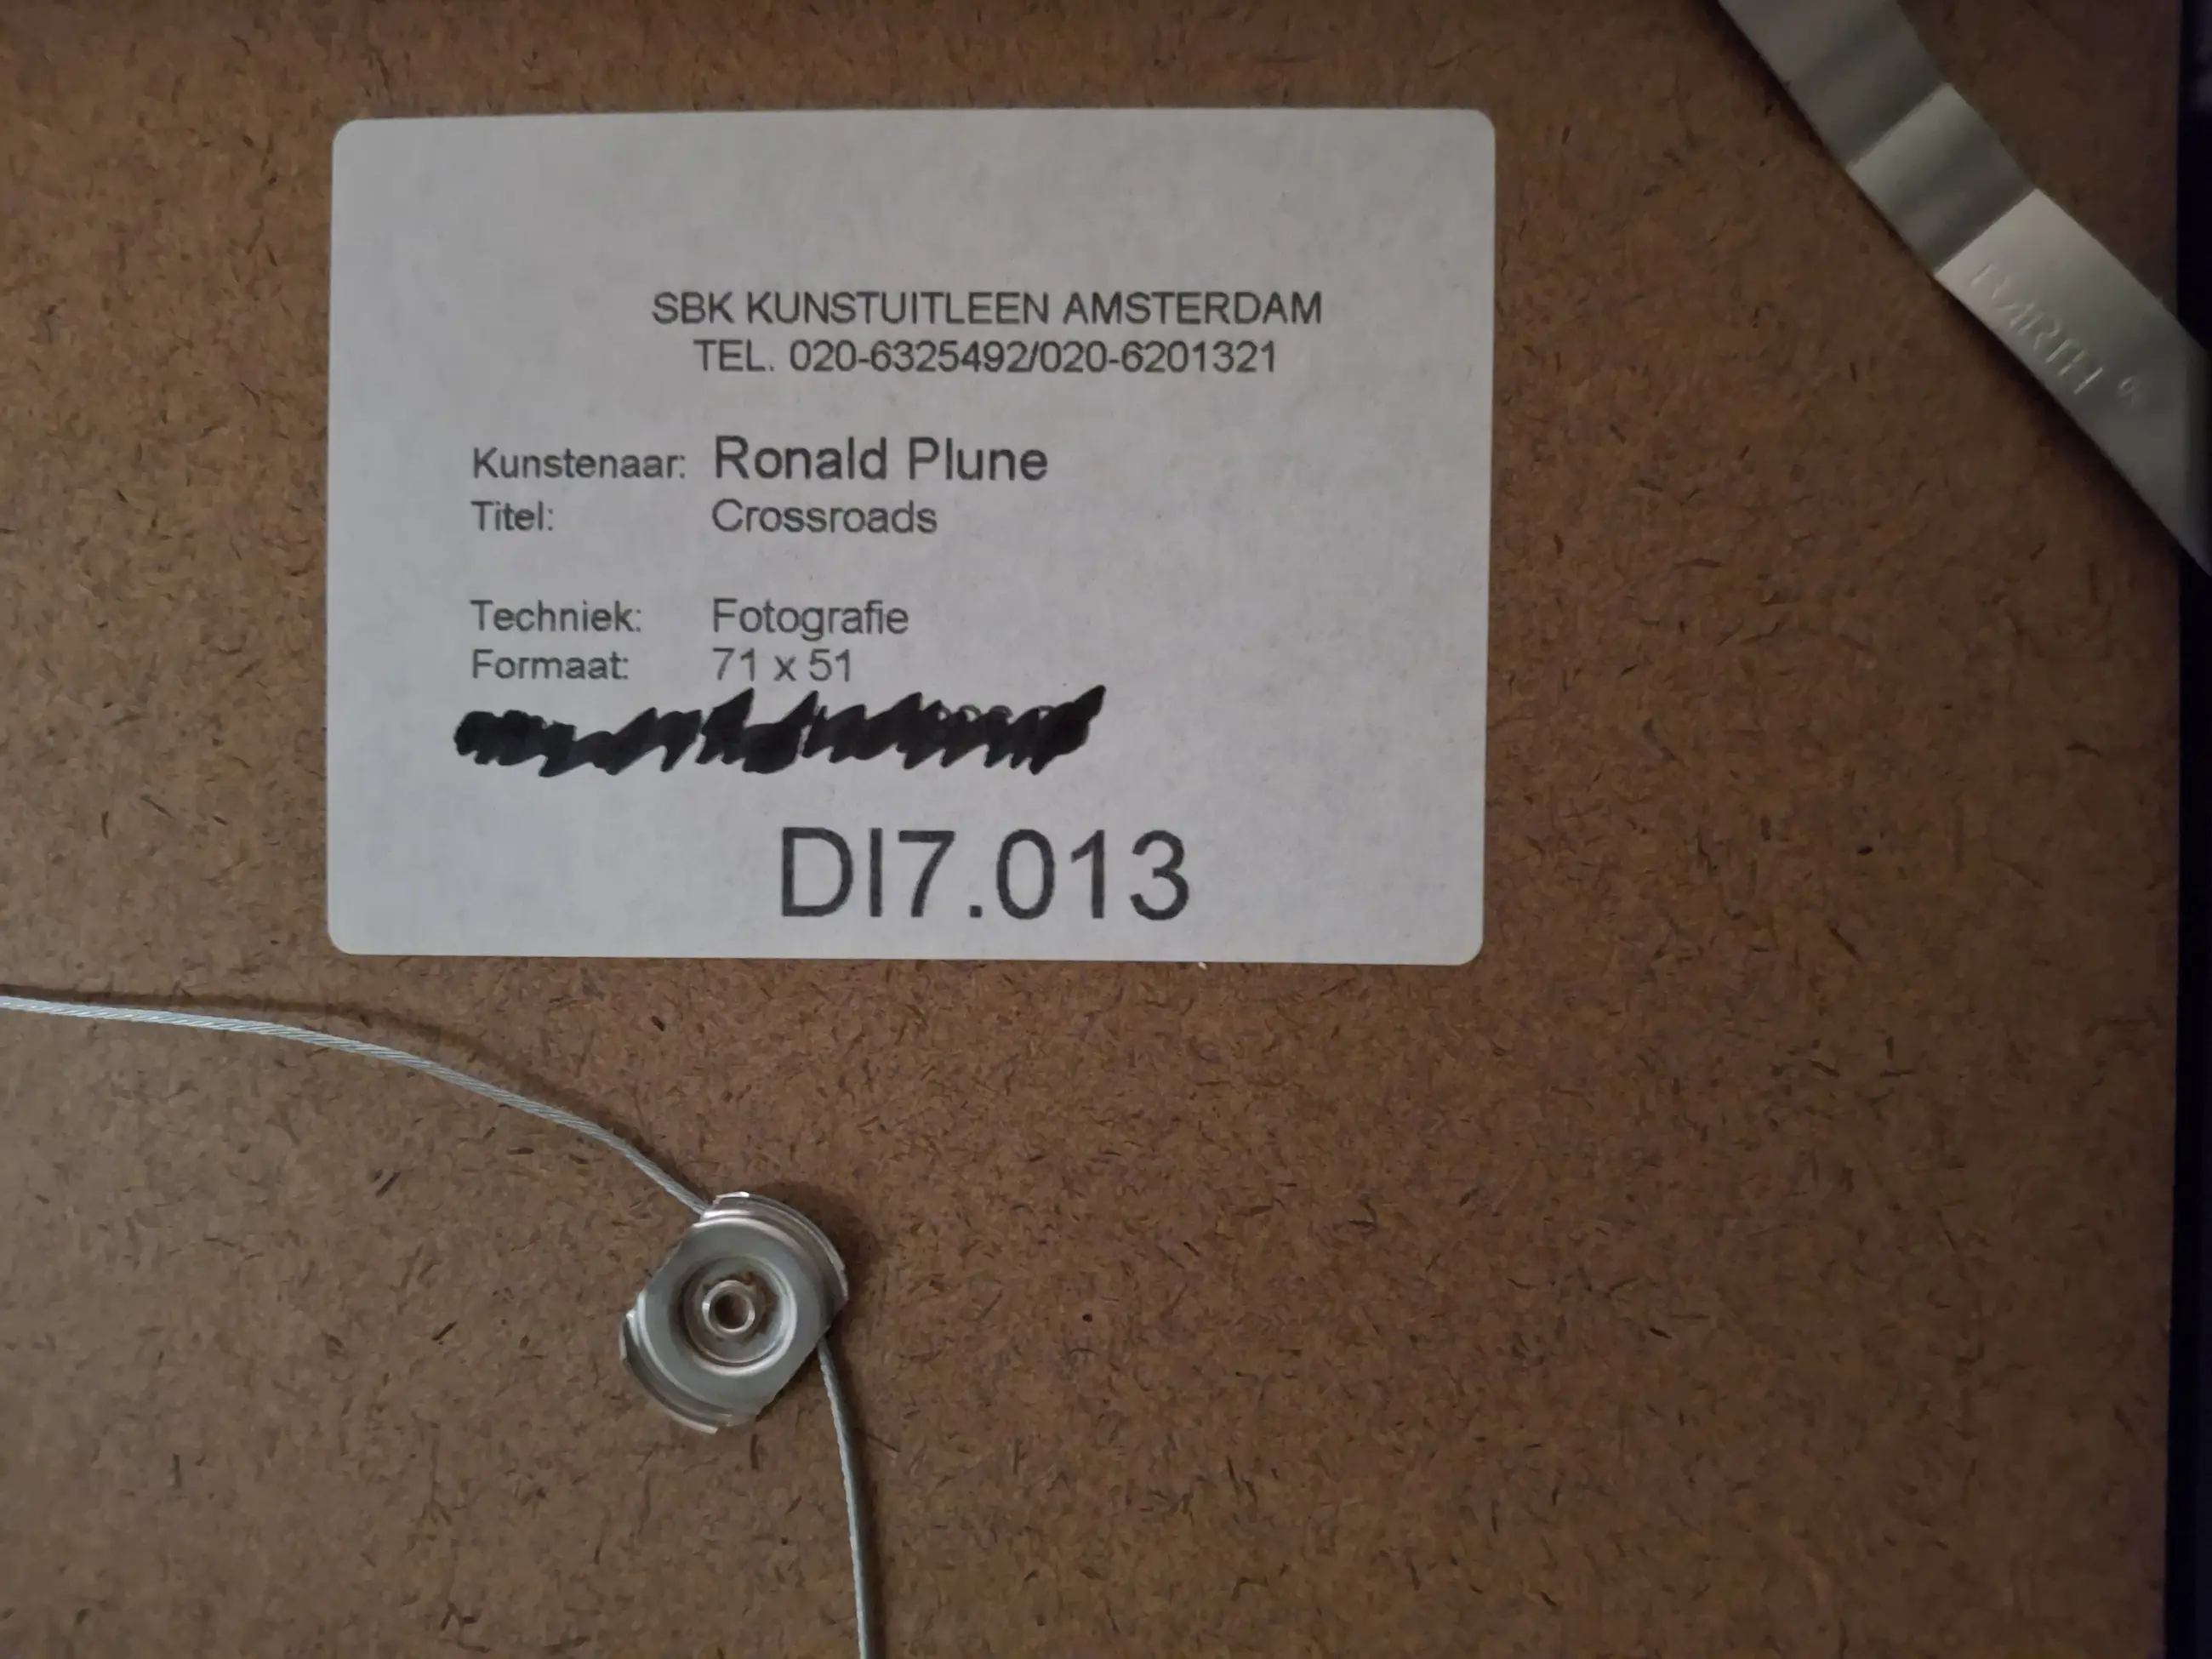 SBK KUNSTUITLEEN AMSTERDAM
TEL. 020-6325492/020-6201321
Kunstenaar: Ronald Plune
Titel: Crossroads
Techniek: Fotografie
Formaat: 71 x 51
DI7.013